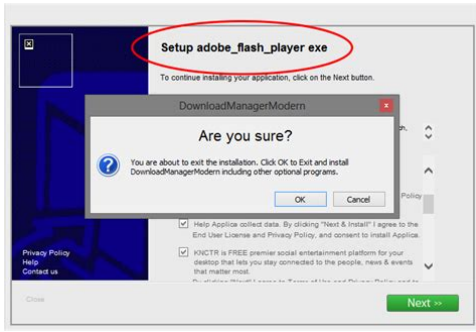 Setup adobe_flash_player exe
To continue installing your application, click on the Next button.
DownloadManagerModern
Are you sure?
You are about to exit the installation. Click OK to Exit and install
DownloadManagerModern including other optional programs.
OK
Cancel
Policy
Help Applica collect data. By clicking "Next & Install" I agree to the
End User License and Privacy Policy, and consent to install Applica.
KNCTR is FREE premier social entertainment platform for your
desktop that lets you stay connected to the people, news & events
that matter most.
Privacy Policy
Help
Contact us
Close
Next >>